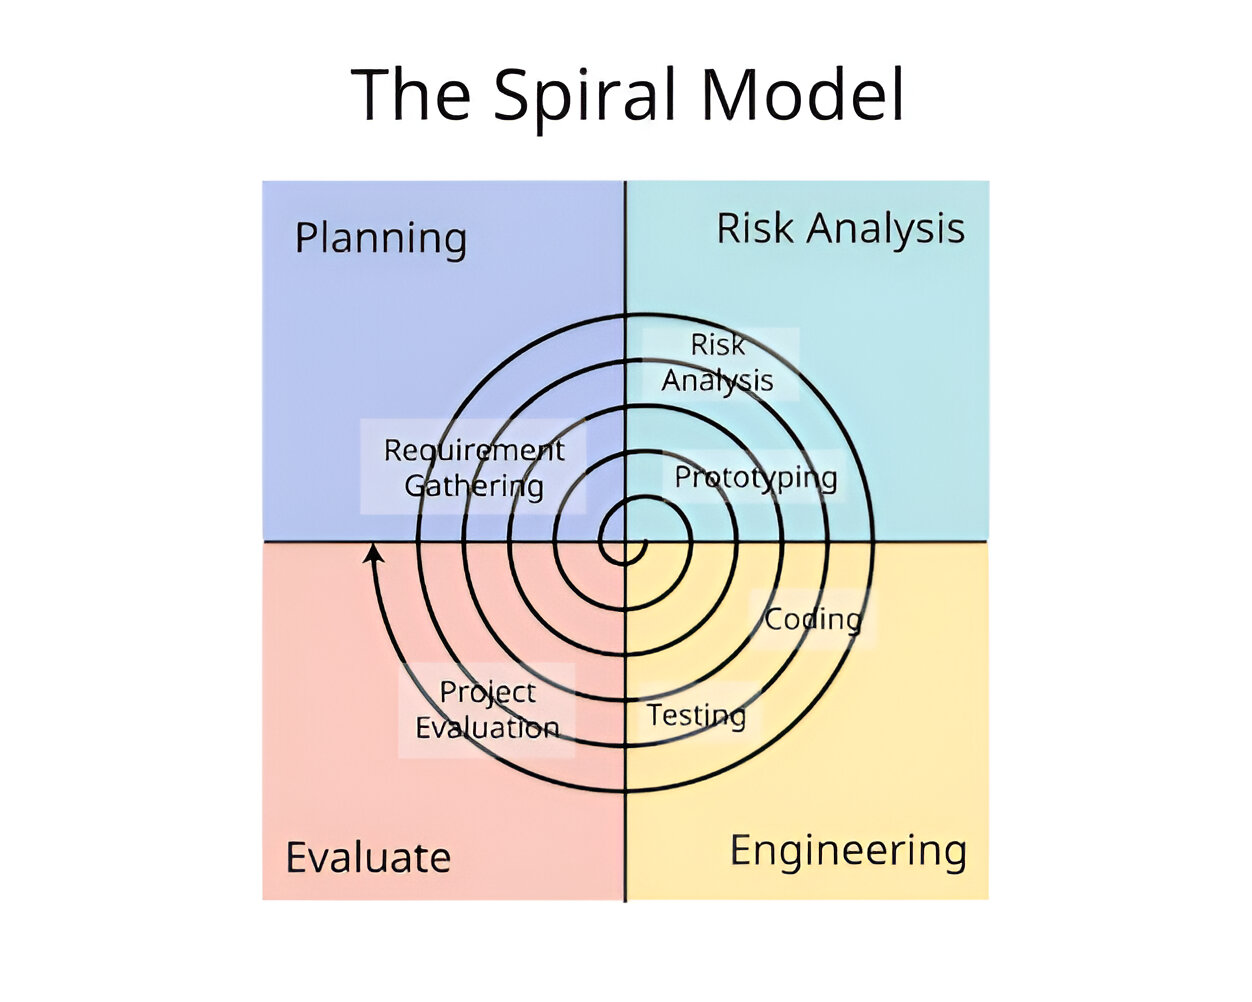 The Spiral Model
Planning
Risk Analysis
Risk
Analysis
Requirement
Gathering
Prototyping
Coding
Project
Evaluation
Testing
Evaluate
Engineering